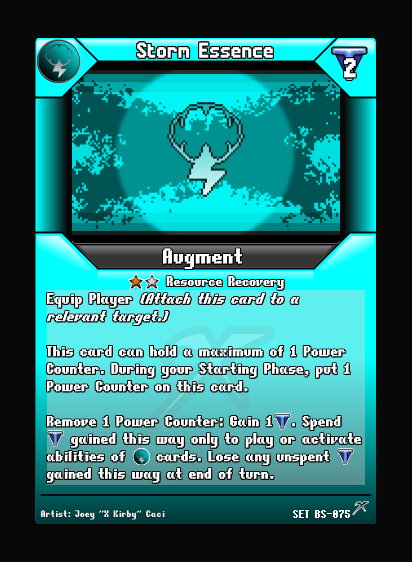 Storm Essence
2
Augment
Resource Recovery
Equip Player (Attach this card to a
relevant target.)
This card can hold a maximum of 1 Power
Counter. During your Starting Phase, put 1
Power Counter on this card.
Remove 1 Power Counter: Gain 1. Spend
gained this way only to play or activate
abilities of cards. Lose any unspent
gained this way at end of turn.
Artist: Joey "X Kirby" Caci
SET BS-075